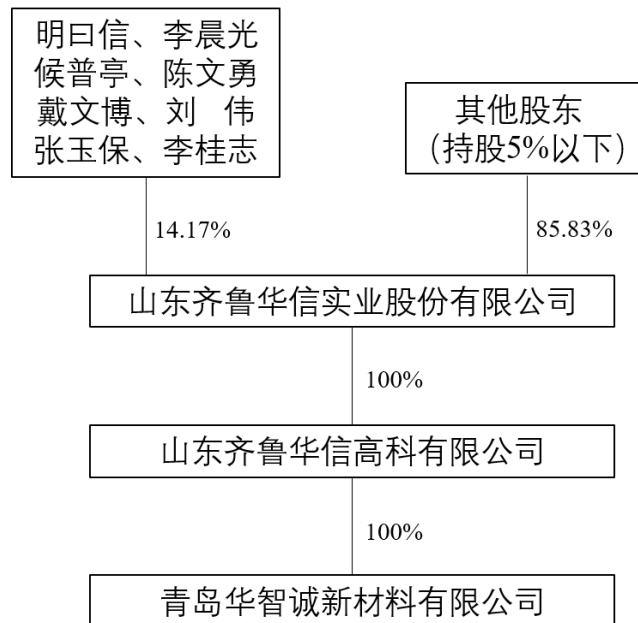 明曰信、李晨光
候普亭、陈文勇
戴文博、刘 伟
张玉保、李桂志
其他股东
（持股5%以下）
14.17%
85.83%
山东齐鲁华信实业股份有限公司
100%
山东齐鲁华信高科有限公司
100%
青岛华智诚新材料有限公司